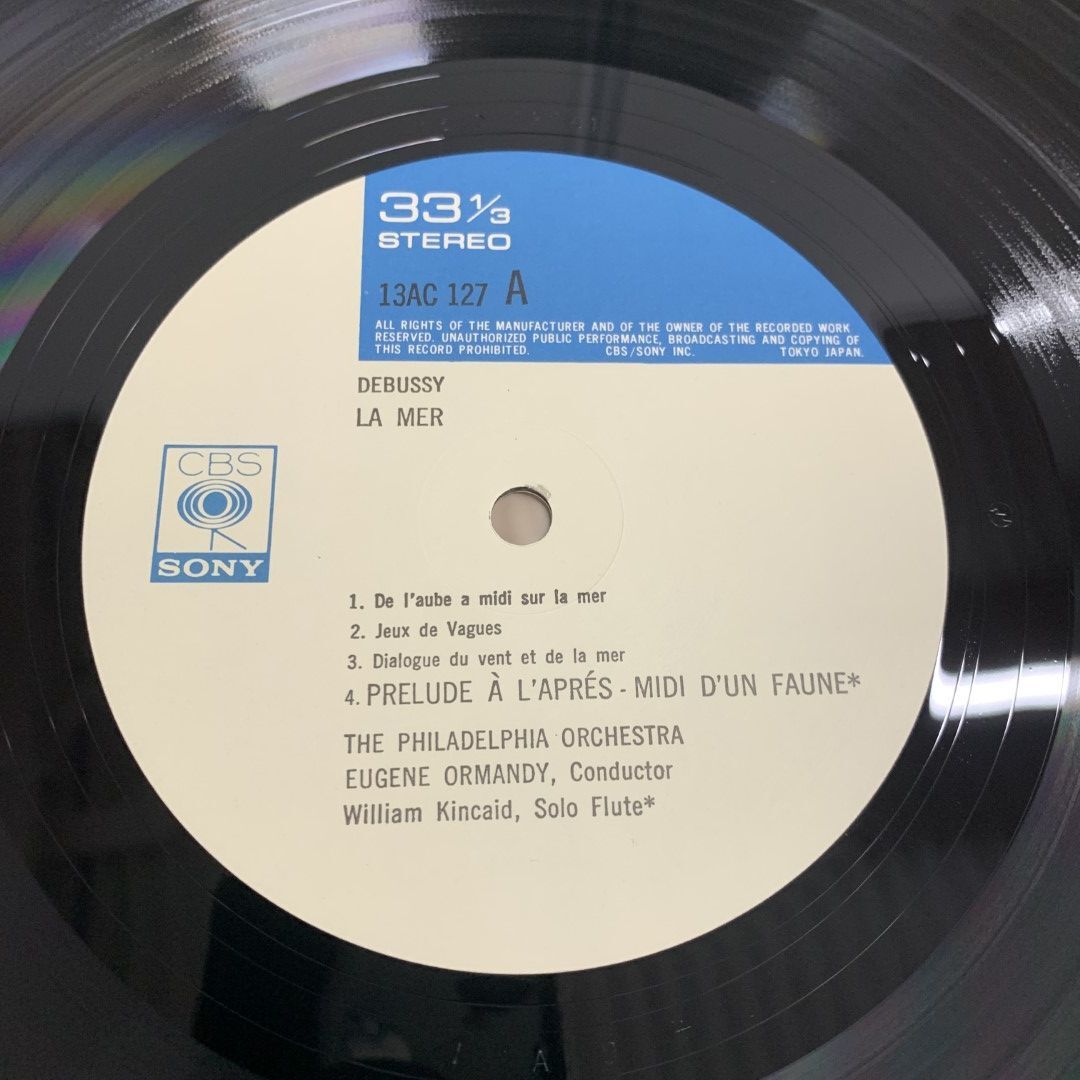 33 1/3
STEREO
13AC 127 A
ALL RIGHTS OF THE MANUFACTURER AND OF THE OWNER OF THE RECORDED WORK
RESERVED. UNAUTHORIZED PUBLIC PERFORMANCE, BROADCASTING AND COPYING OF
THIS RECORD PROHIBITED. CBS/SONY INC. TOKYO JAPAN.
DEBUSSY
LA MER
CBS
SONY
1. De l'aube a midi sur la mer
2. Jeux de Vagues
3. Dialogue du vent et de la mer
4. PRELUDE À L'APRÉS - MIDI D'UN FAUNE*
THE PHILADELPHIA ORCHESTRA
EUGENE ORMANDY, Conductor
William Kincaid, Solo Flute*